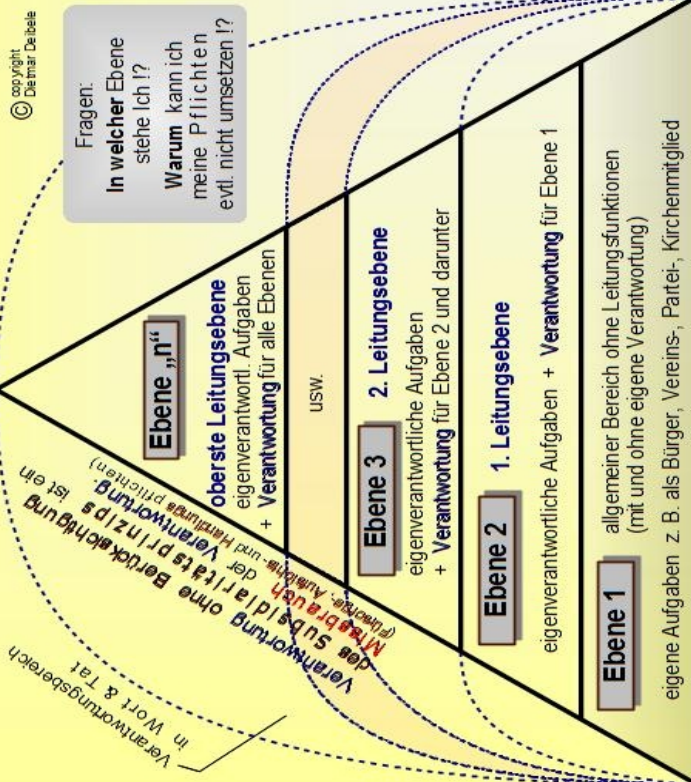 © copyright
Dietmar Deibele
Fragen:
In welcher Ebene
stehe Ich !?
Warum kann ich
meine Pflichten
evtl. nicht umsetzen !?
Verantwortungsbereich
in Wort & Tat
Verantwortung ohne Berücksichtigung
des Subsidiaritätsprinzips ist ein
Missbrauch der Verantwortung.
(Fürsorge-, Aufsichts- und Handlungspflichten)
Ebene „n“
oberste Leitungsebene
eigenverantwortl. Aufgaben
+ Verantwortung für alle Ebenen
usw.
Ebene 3 2. Leitungsebene
eigenverantwortliche Aufgaben
+ Verantwortung für Ebene 2 und darunter
Ebene 2 1. Leitungsebene
eigenverantwortliche Aufgaben + Verantwortung für Ebene 1
Ebene 1
allgemeiner Bereich ohne Leitungsfunktionen
(mit und ohne eigene Verantwortung)
eigene Aufgaben z. B. als Bürger, Vereins-, Partei-, Kirchenmitglied